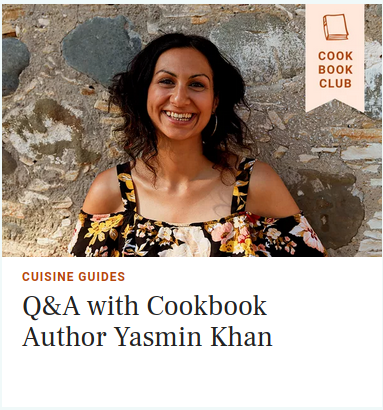 COOK
BOOK
CLUB
CUISINE GUIDES
Q&A with Cookbook
Author Yasmin Khan